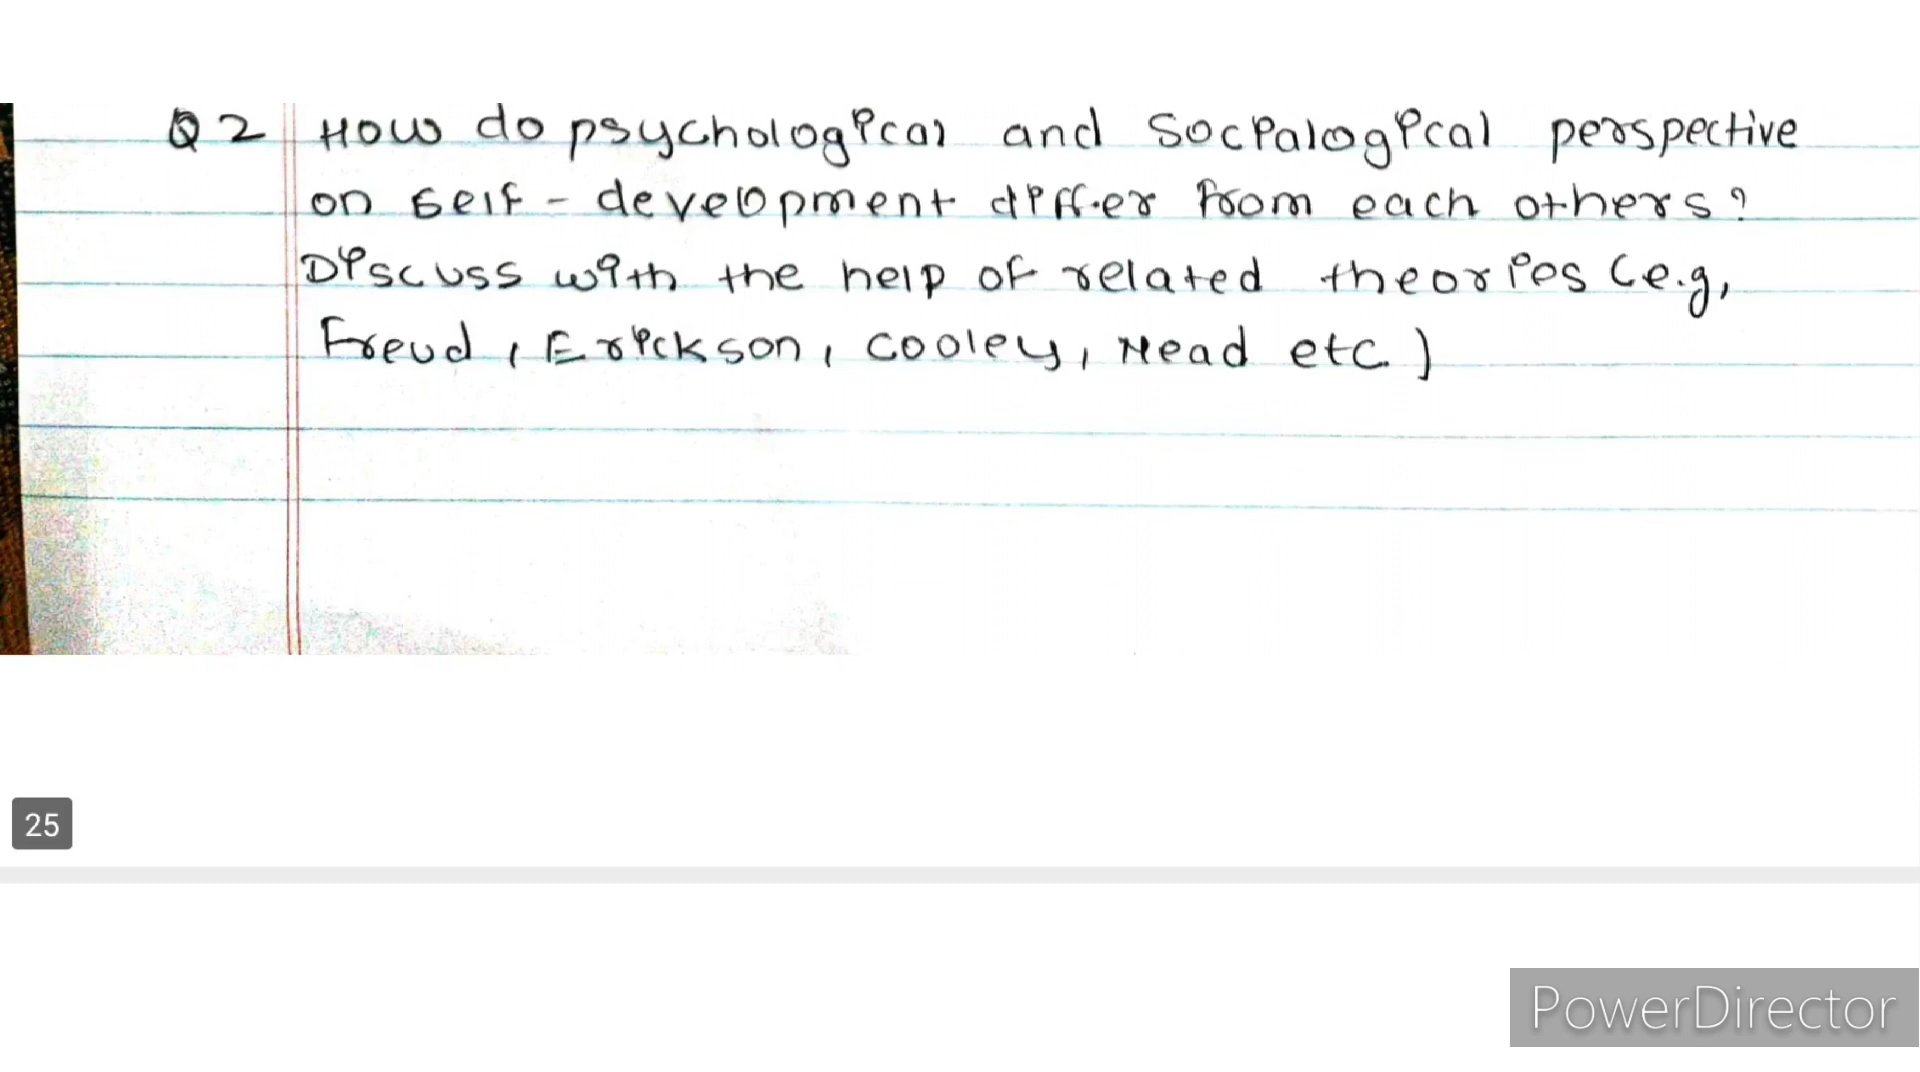 Q2 How do psychological and Socialogical perspective
on self - development differ from each others?
Discuss with the help of related theories (e.g,
Freud, Erickson, Cooley, Mead etc.)
25
PowerDirector